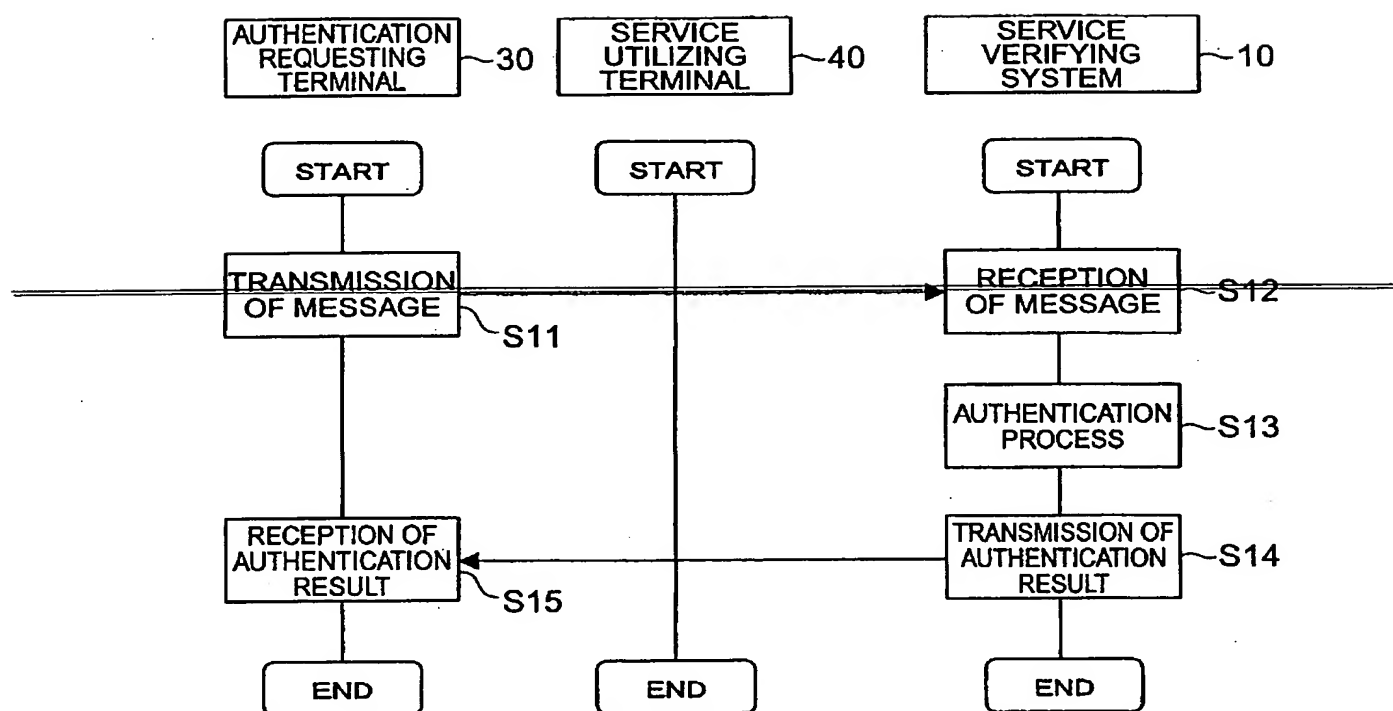 AUTHENTICATION
REQUESTING
TERMINAL
30
SERVICE
UTILIZING
TERMINAL
40
SERVICE
VERIFYING
SYSTEM
10
START
START
START
TRANSMISSION
OF MESSAGE
S11
RECEPTION
OF MESSAGE
S12
AUTHENTICATION
PROCESS
S13
RECEPTION OF
AUTHENTICATION
RESULT
S15
TRANSMISSION OF
AUTHENTICATION
RESULT
S14
END
END
END